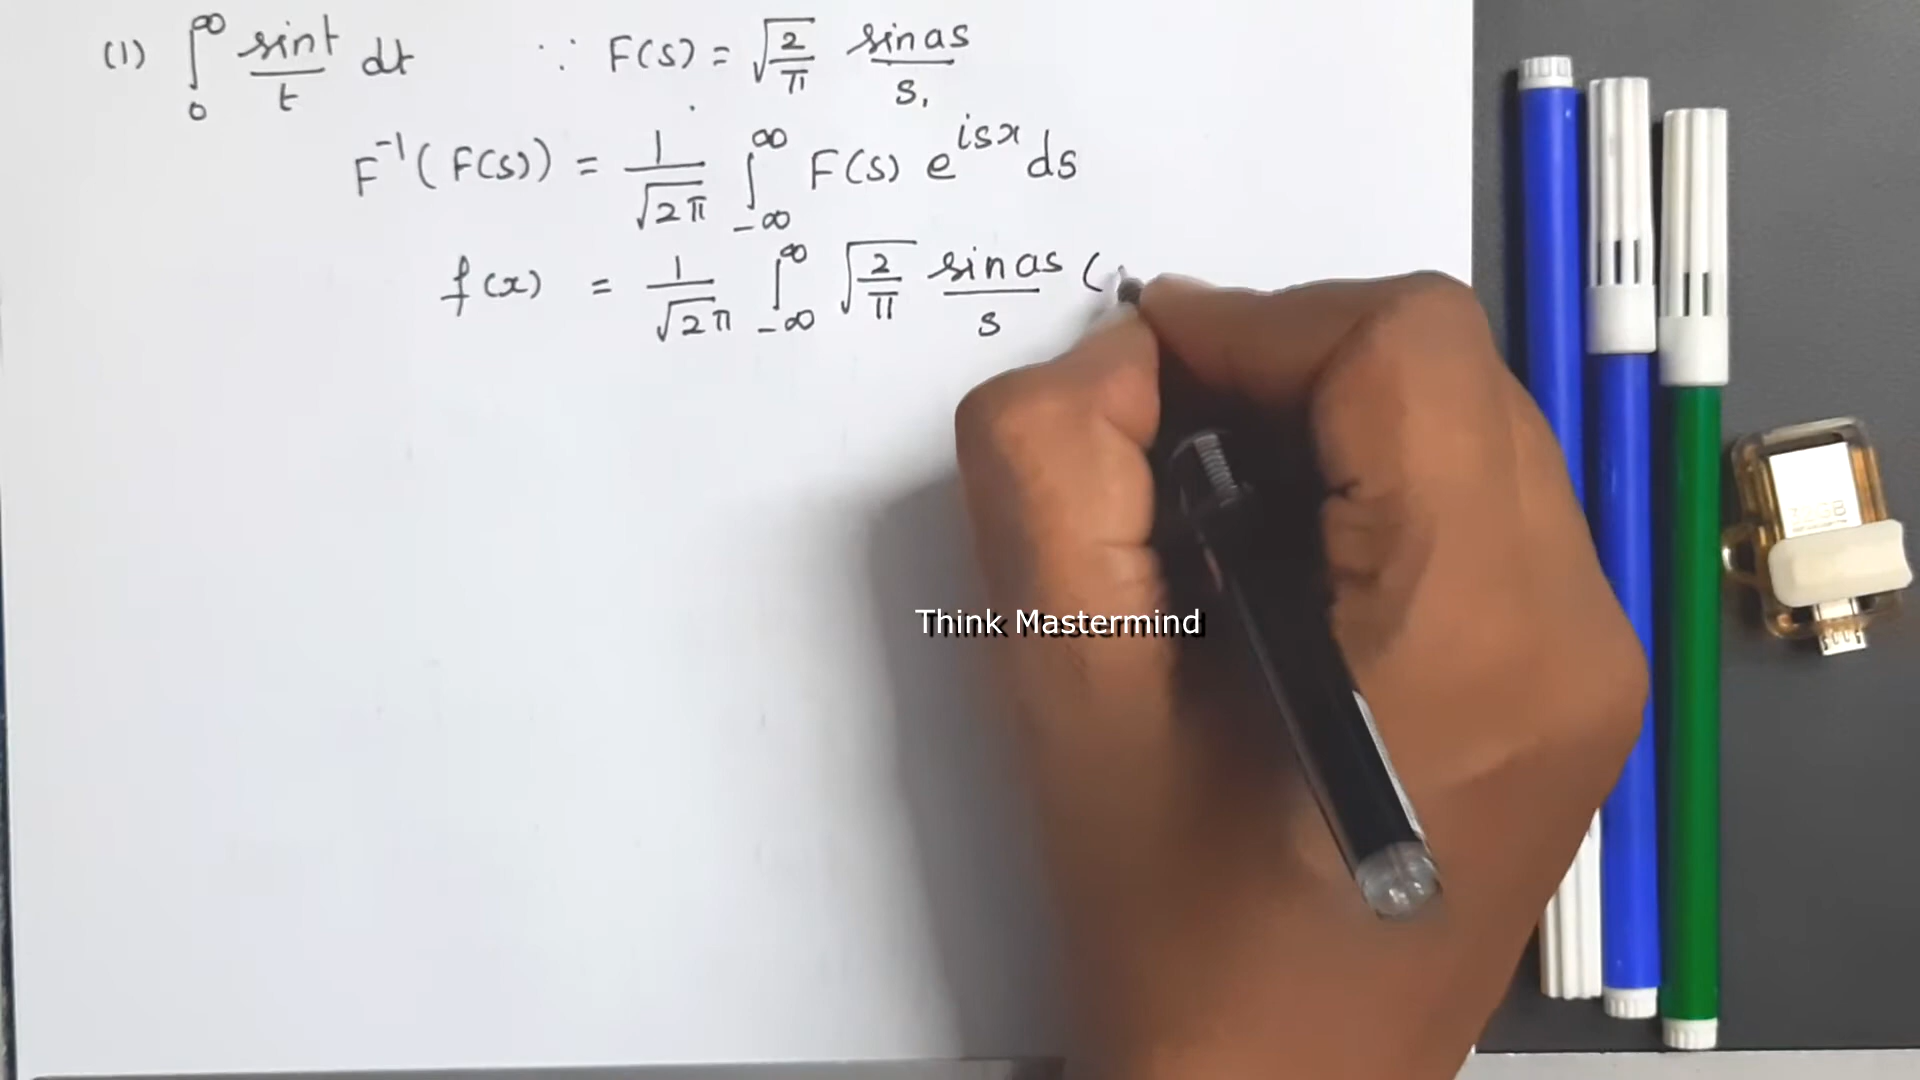 (1) ∫₀^∞ sint/t dt ∵ F(s) = √(2/π) sinas/s,
F⁻¹(F(s)) = 1/√2π ∫₋∞^∞ F(s) e^isx ds
f(x) = 1/√2π ∫₋∞^∞ √(2/π) sinas/s (
Think Mastermind